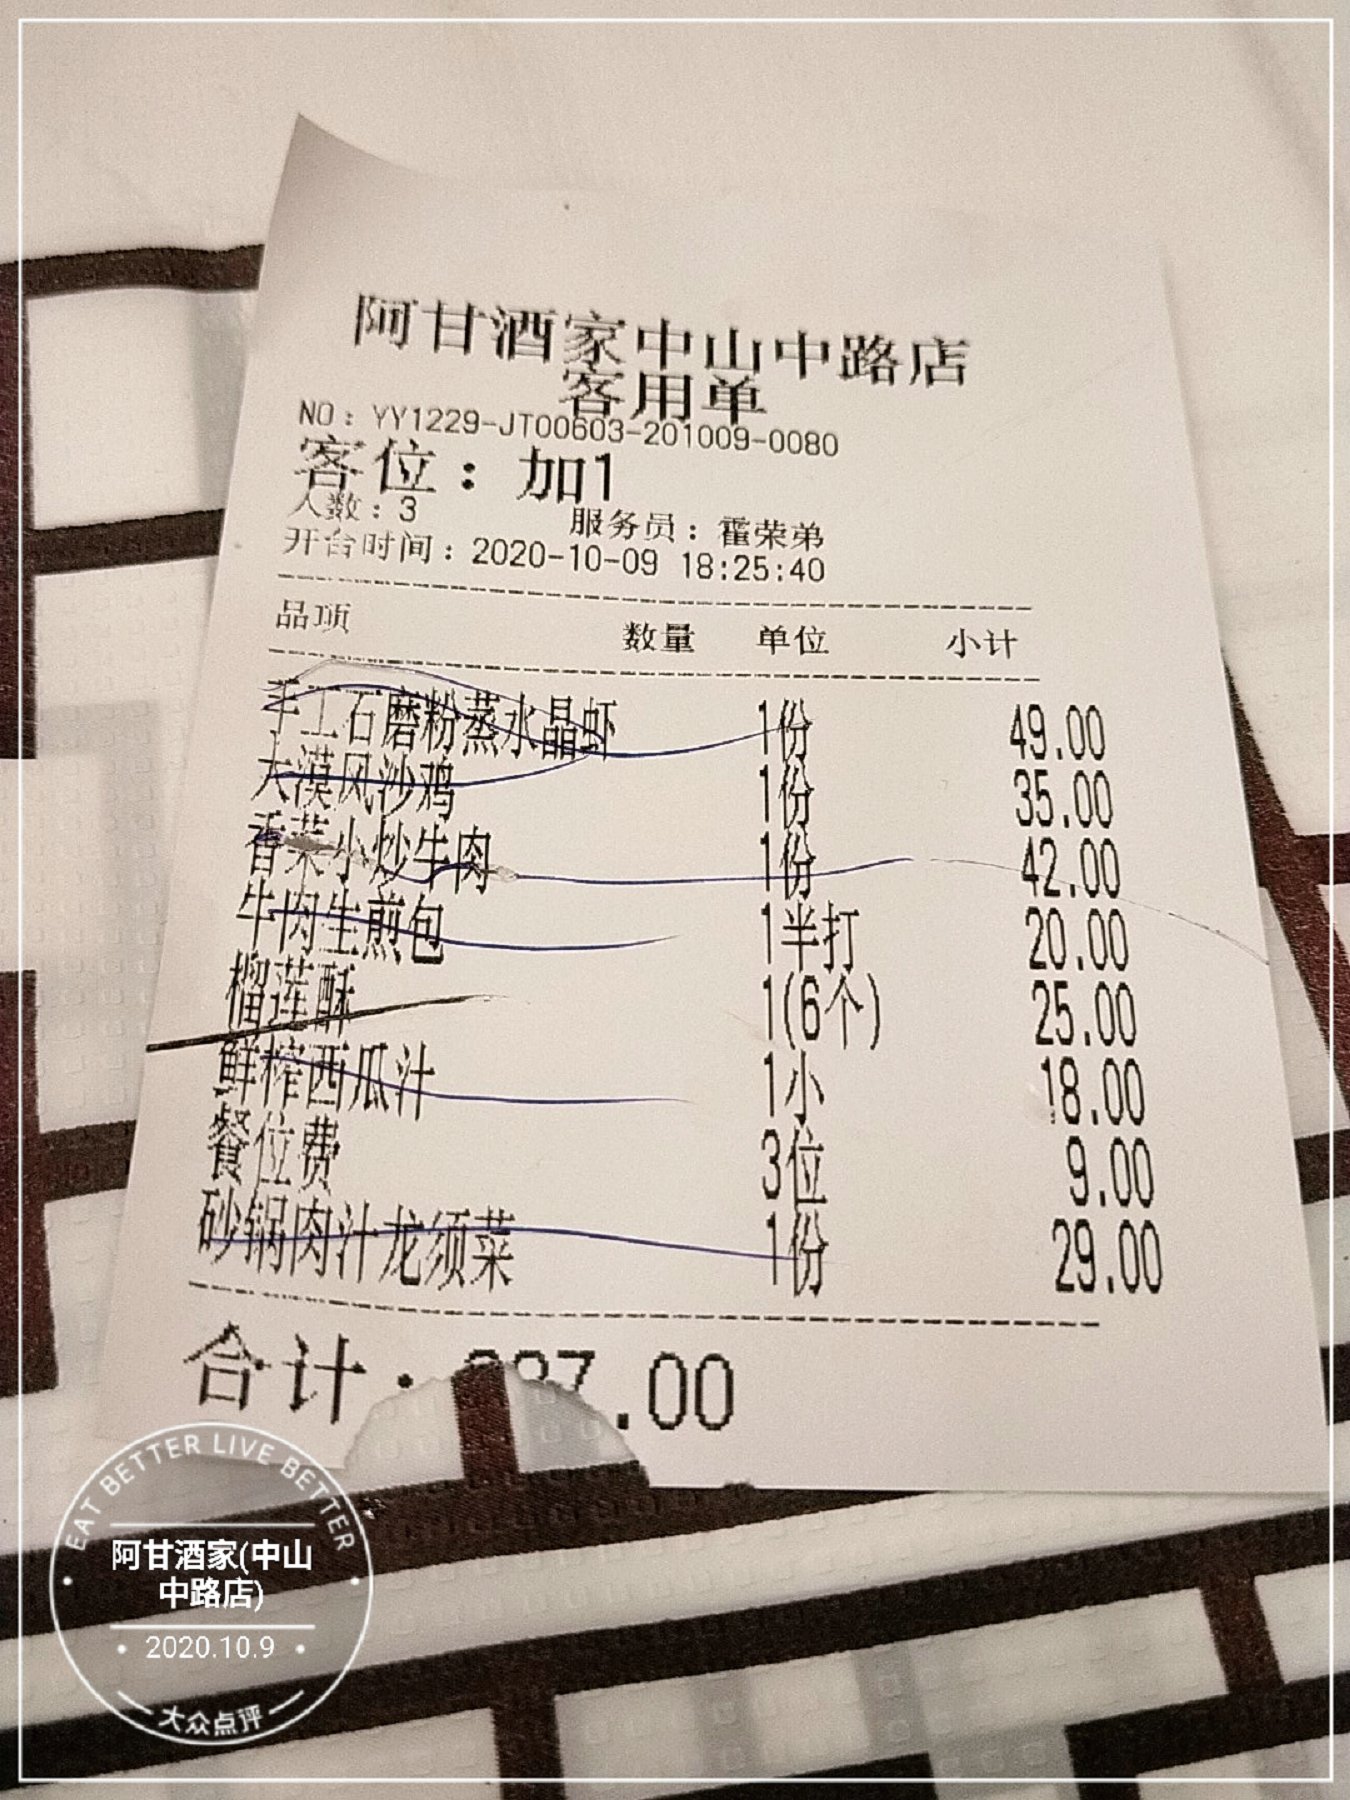 阿甘酒家中山中路店
客用单
NO：YY1229-JT00603-201009-0080
客位：加1
人数：3 服务员：霍荣弟
开台时间：2020-10-09 18:25:40
品项 数量 单位 小计
手工石磨粉蒸水晶虾 1份 49.00
大漠风沙鸡 1份 35.00
香菜小炒牛肉 1份 42.00
牛肉生煎包 1半打 20.00
榴莲酥 1(6个) 25.00
鲜榨西瓜汁 1小 18.00
餐位费 3位 9.00
砂锅肉汁龙须菜 1份 29.00
合计：227.00
EAT BETTER LIVE BETTER
阿甘酒家(中山
中路店)
2020.10.9
大众点评